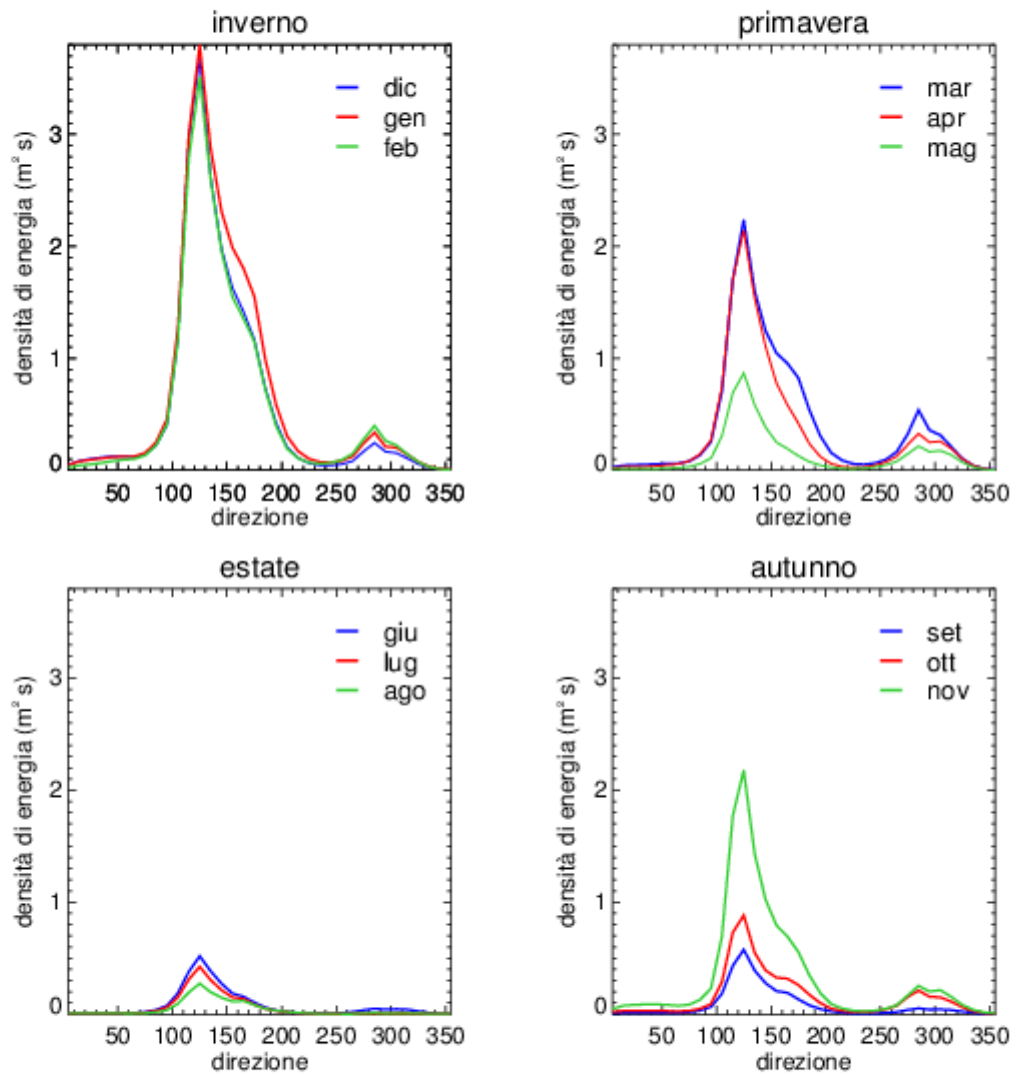 inverno
densità di energia (m² s)
3
2
1
0
dic
gen
feb
50 100 150 200 250 300 350
direzione
primavera
densità di energia (m² s)
3
2
1
0
mar
apr
mag
50 100 150 200 250 300 350
direzione
estate
densità di energia (m² s)
3
2
1
0
giu
lug
ago
50 100 150 200 250 300 350
direzione
autunno
densità di energia (m² s)
3
2
1
0
set
ott
nov
50 100 150 200 250 300 350
direzione